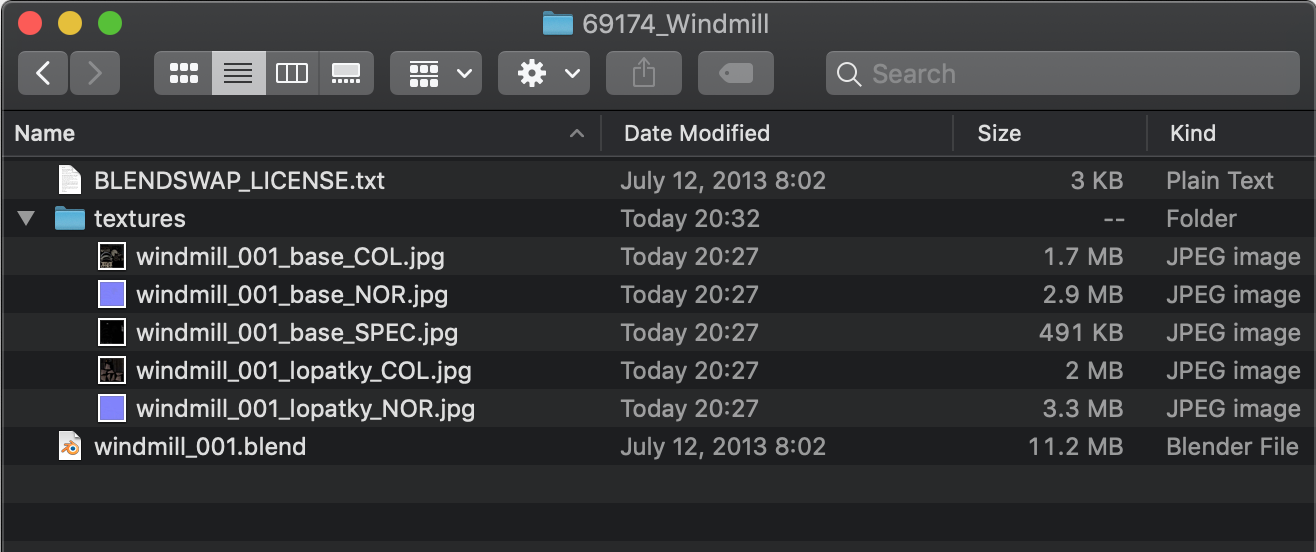 69174_Windmill
Search
Name Date Modified Size Kind
BLENDSWAP_LICENSE.txt July 12, 2013 8:02 3 KB Plain Text
textures Today 20:32 -- Folder
windmill_001_base_COL.jpg Today 20:27 1.7 MB JPEG image
windmill_001_base_NOR.jpg Today 20:27 2.9 MB JPEG image
windmill_001_base_SPEC.jpg Today 20:27 491 KB JPEG image
windmill_001_lopatky_COL.jpg Today 20:27 2 MB JPEG image
windmill_001_lopatky_NOR.jpg Today 20:27 3.3 MB JPEG image
windmill_001.blend July 12, 2013 8:02 11.2 MB Blender File